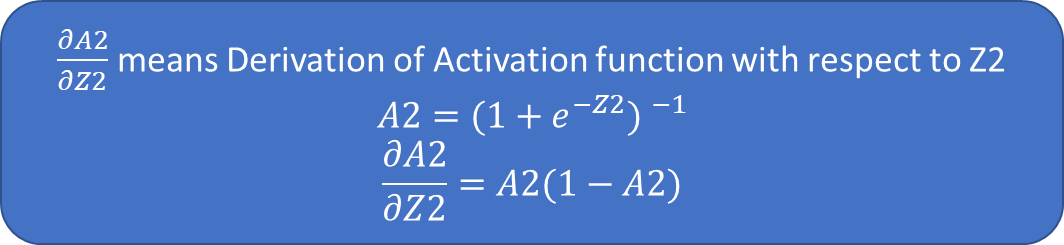 ∂A2/∂Z2 means Derivation of Activation function with respect to Z2
A2 = (1 + e^−Z2) ^−1
∂A2/∂Z2 = A2(1 − A2)